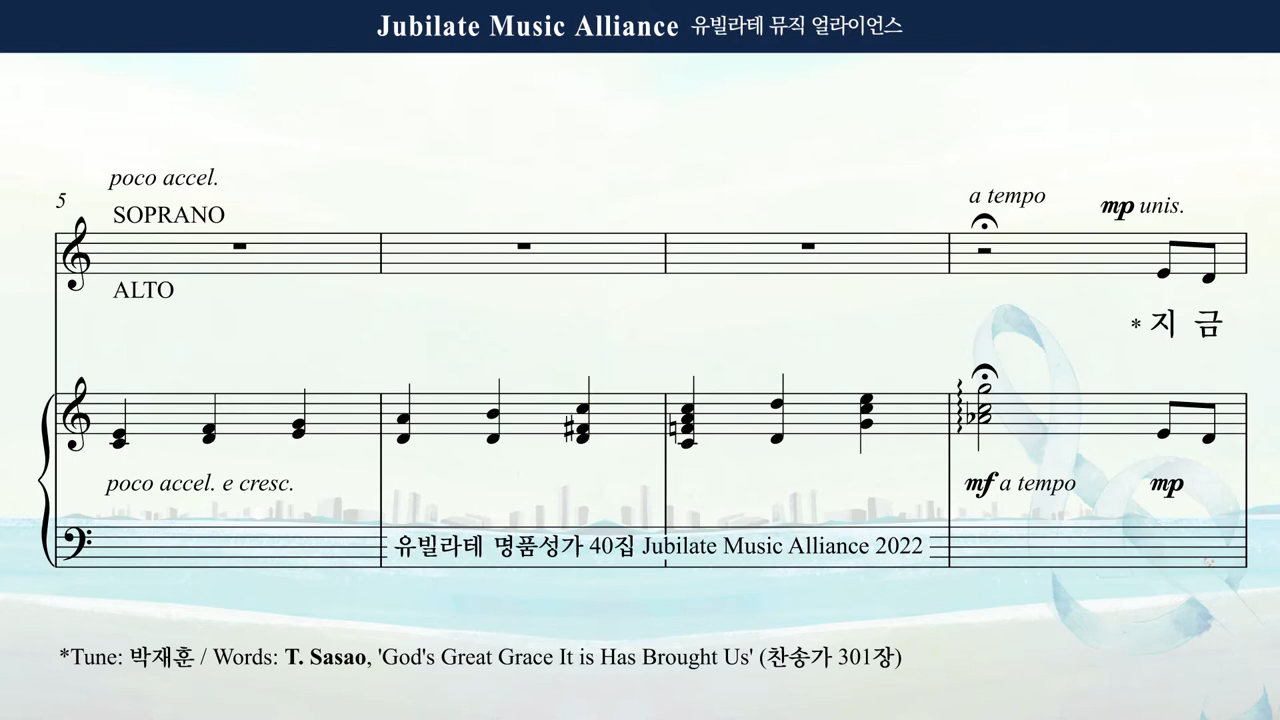 Jubilate Music Alliance 유빌라테 뮤직 얼라이언스
poco accel.
5
SOPRANO
a tempo
mp unis.
ALTO
* 지 금
poco accel. e cresc.
mf a tempo
mp
유빌라테 명품성가 40집 Jubilate Music Alliance 2022
*Tune: 박재훈 / Words: T. Sasao, 'God's Great Grace It is Has Brought Us' (찬송가 301장)